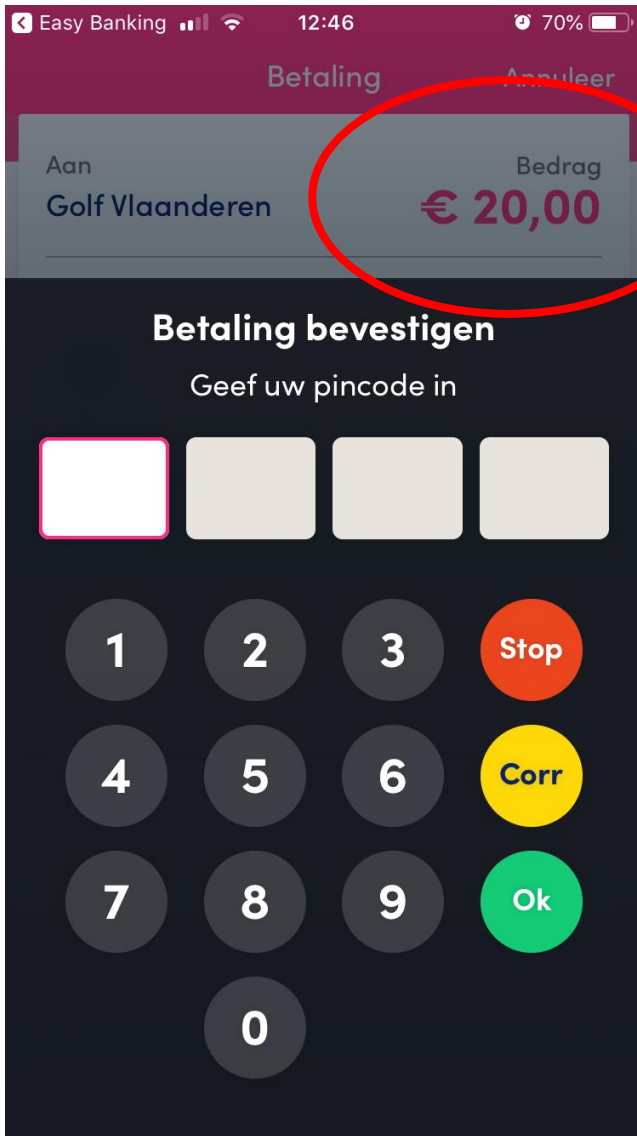 Easy Banking 12:46 70%
Betaling Annuleer
Aan Bedrag
Golf Vlaanderen € 20,00
Betaling bevestigen
Geef uw pincode in
1 2 3 Stop
4 5 6 Corr
7 8 9 Ok
0